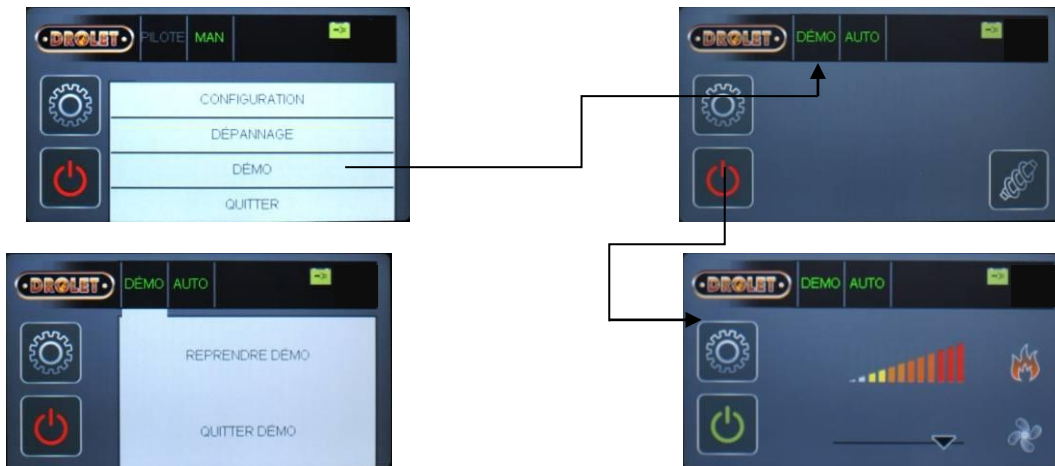 DROLET PILOTE MAN
CONFIGURATION
DÉPANNAGE
DÉMO
QUITTER
DROLET DÉMO AUTO
DROLET DÉMO AUTO
REPRENDRE DÉMO
QUITTER DÉMO
DROLET DEMO AUTO